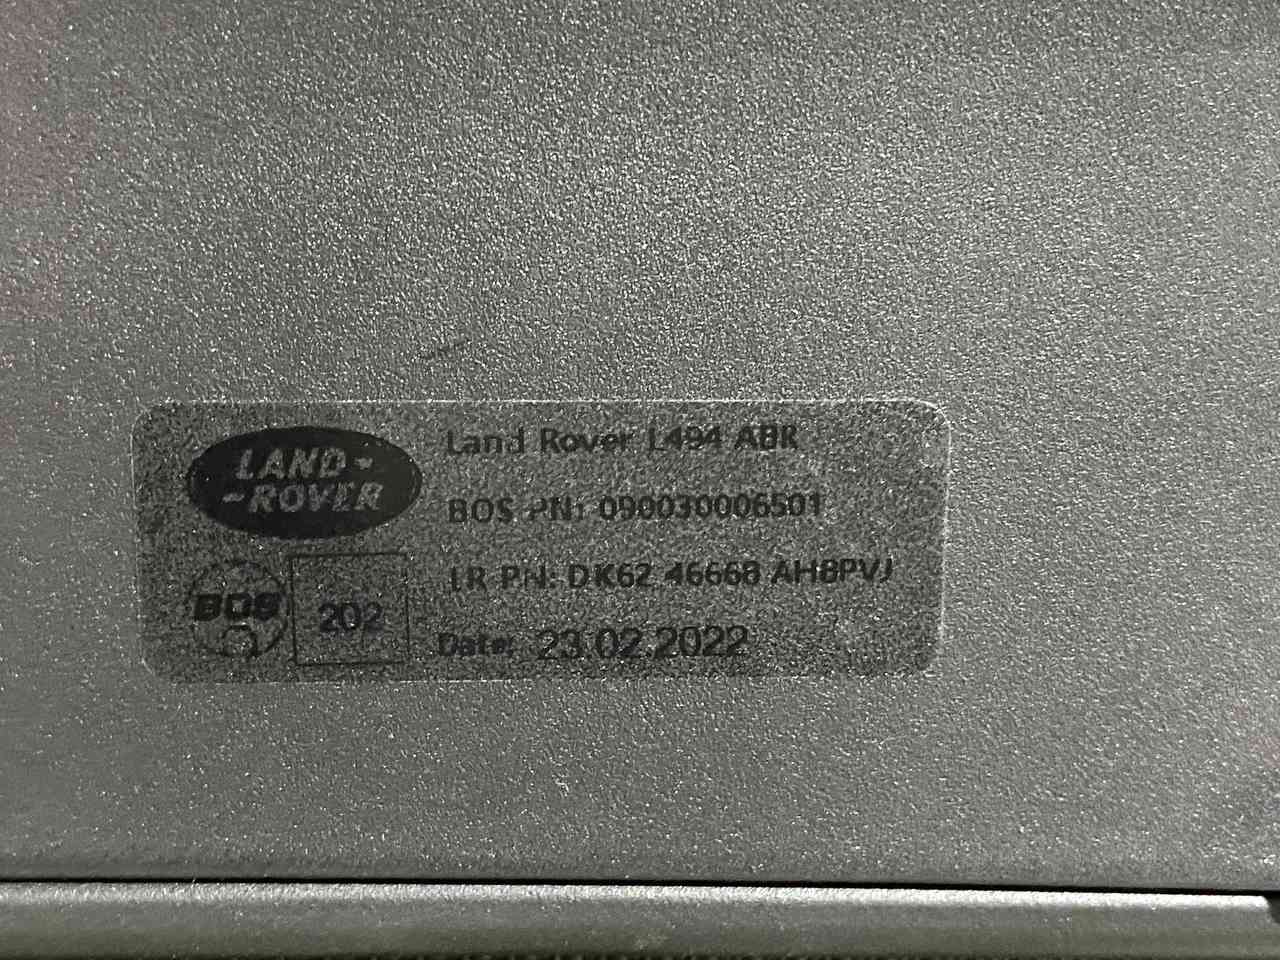 LAND
ROVER
Land Rover L494 ABR
BOS PN: 090030006501
LR PN: DK62 46668 AH8PVJ
BOS
202
Date: 23.02.2022